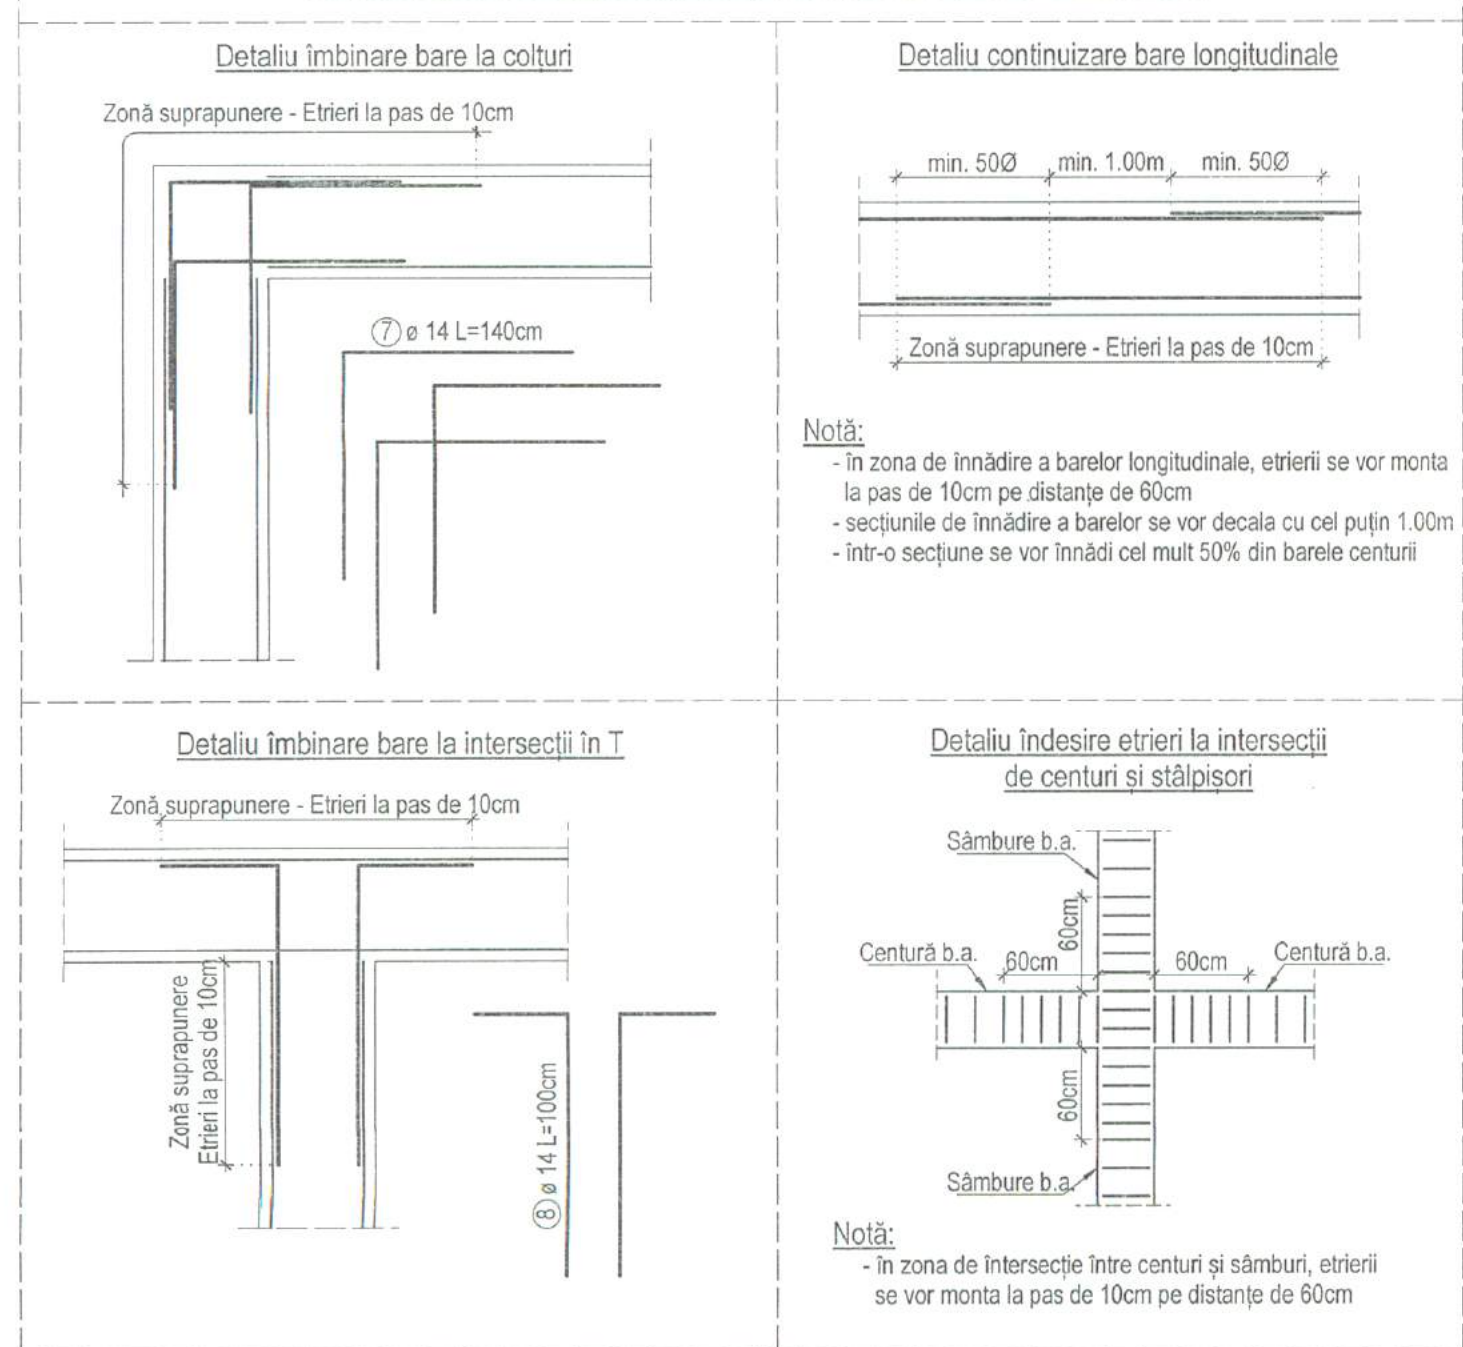 Detaliu îmbinare bare la colțuri
Zonă suprapunere - Etrieri la pas de 10cm
7 ø 14 L=140cm
Detaliu continuizare bare longitudinale
min. 50Ø min. 1.00m min. 50Ø
Zonă suprapunere - Etrieri la pas de 10cm
Notă:
- în zona de înnădire a barelor longitudinale, etrierii se vor monta
la pas de 10cm pe distanțe de 60cm
- secțiunile de înnădire a barelor se vor decala cu cel puțin 1.00m
- într-o secțiune se vor înnădi cel mult 50% din barele centurii
Detaliu îmbinare bare la intersecții în T
Zonă suprapunere - Etrieri la pas de 10cm
Zonă suprapunere
Etrieri la pas de 10cm
8 ø 14 L=100cm
Detaliu îndesire etrieri la intersecții
de centuri și stâlpișori
Sâmbure b.a.
60cm
Centură b.a. 60cm 60cm Centură b.a.
60cm
Sâmbure b.a.
Notă:
- în zona de întersecție între centuri și sâmburi, etrierii
se vor monta la pas de 10cm pe distanțe de 60cm